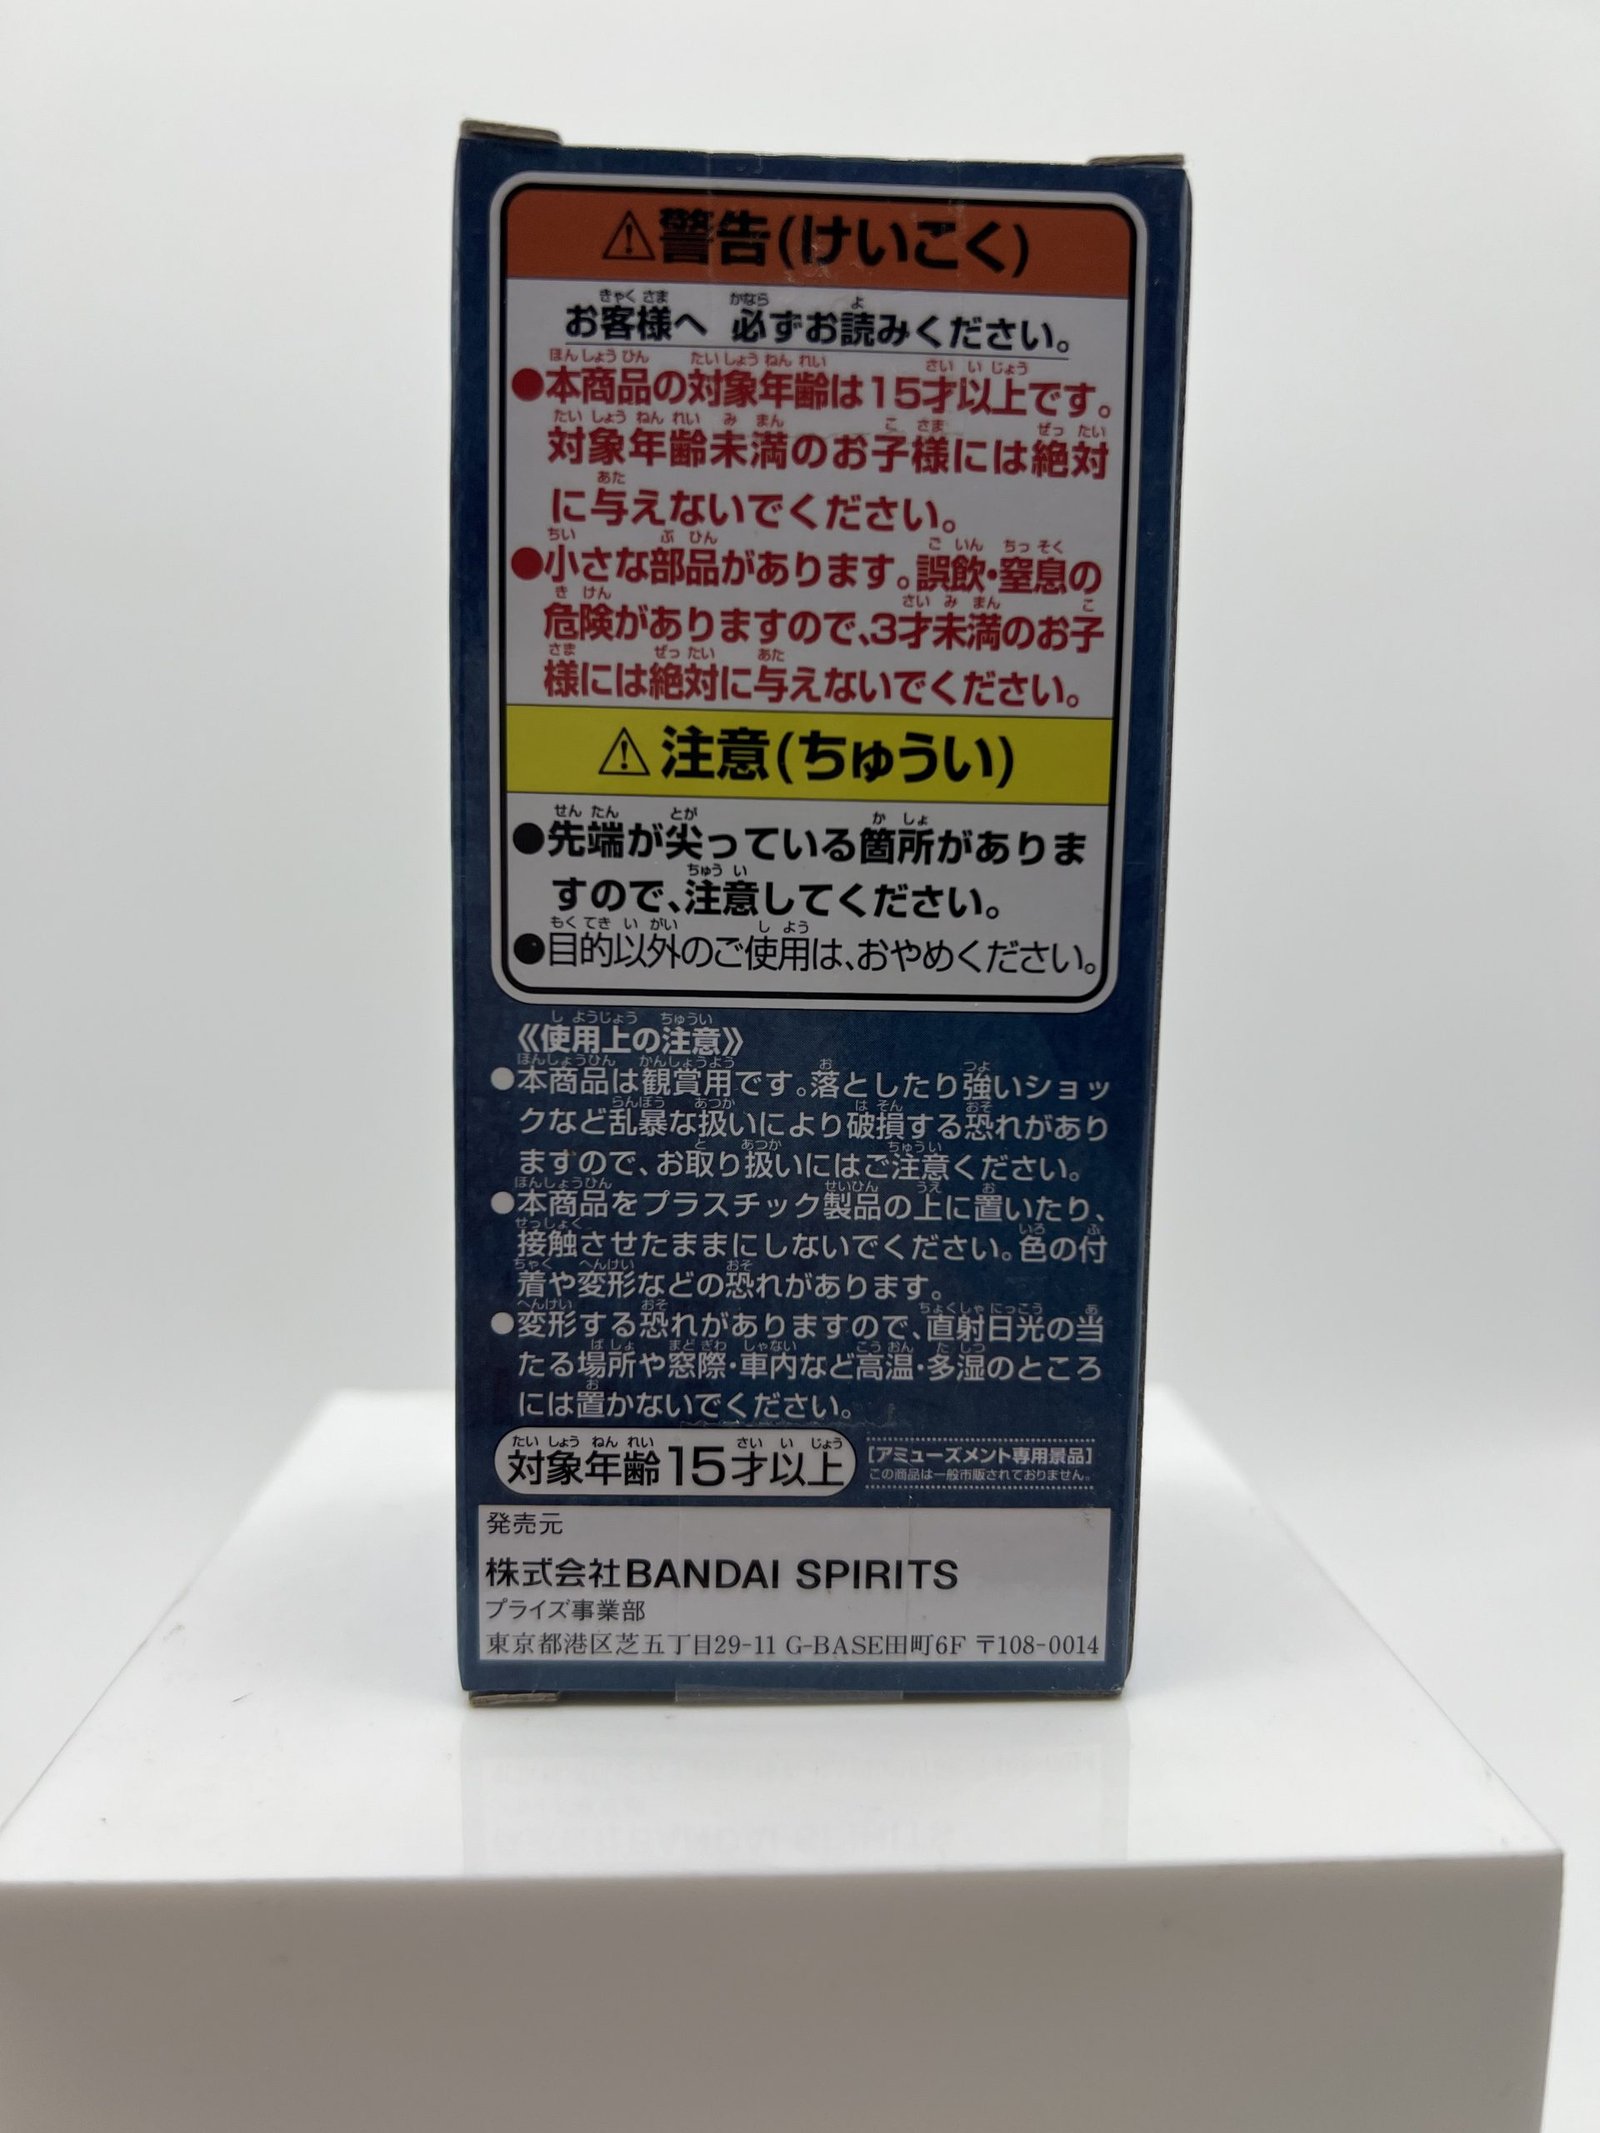 ⚠警告(けいこく)
お客様へ 必ずお読みください。
●本商品の対象年齢は15才以上です。
対象年齢未満のお子様には絶対
に与えないでください。
●小さな部品があります。誤飲・窒息の
危険がありますので、3才未満のお子
様には絶対に与えないでください。
⚠注意(ちゅうい)
●先端が尖っている箇所がありま
すので、注意してください。
●目的以外のご使用は、おやめください。
《使用上の注意》
●本商品は観賞用です。落としたり強いショッ
クなど乱暴な扱いにより破損する恐れがあり
ますので、お取り扱いにはご注意ください。
●本商品をプラスチック製品の上に置いたり、
接触させたままにしないでください。色の付
着や変形などの恐れがあります。
●変形する恐れがありますので、直射日光の当
たる場所や窓際・車内など高温・多湿のところ
には置かないでください。
対象年齢15才以上
[アミューズメント専用景品]
この商品は一般市販されておりません。
発売元
株式会社BANDAI SPIRITS
プライズ事業部
東京都港区芝五丁目29-11 G-BASE田町6F 〒108-0014